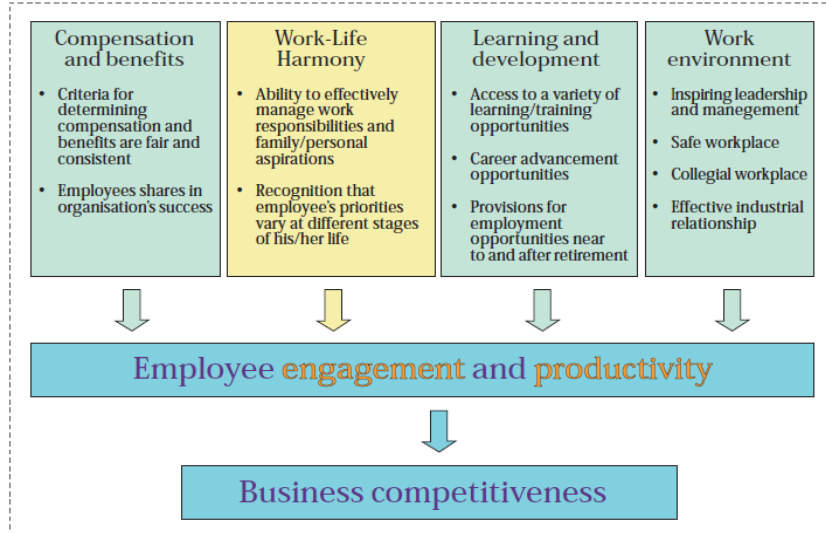 Compensation
and benefits
• Criteria for
determining
compensation and
benefits are fair and
consistent
• Employees shares in
organisation's success
Work-Life
Harmony
• Ability to effectively
manage work
responsibilities and
family/personal
aspirations
• Recognition that
employee's priorities
vary at different stages
of his/her life
Learning and
development
• Access to a variety of
learning/training
opportunities
• Career advancement
opportunities
• Provisions for
employment
opportunities near
to and after retirement
Work
environment
• Inspiring leadership
and manegement
• Safe workplace
• Collegial workplace
• Effective industrial
relationship
Employee engagement and productivity
Business competitiveness